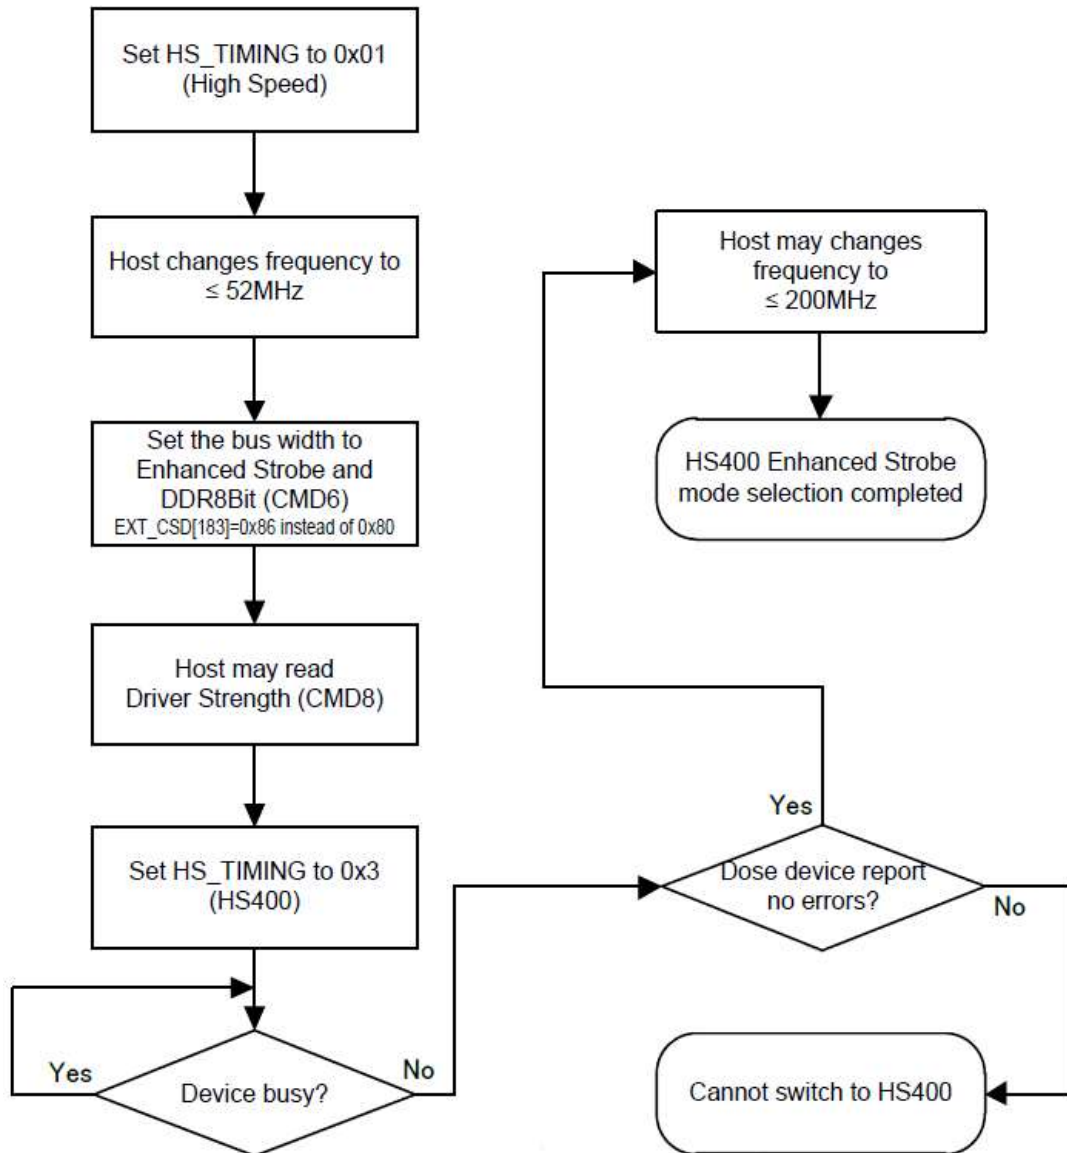 Set HS_TIMING to 0x01
(High Speed)
Host changes frequency to
≤ 52MHz
Set the bus width to
Enhanced Strobe and
DDR8Bit (CMD6)
EXT_CSD[183]=0x86 instead of 0x80
Host may read
Driver Strength (CMD8)
Set HS_TIMING to 0x3
(HS400)
Device busy?
Yes
No
Dose device report
no errors?
Yes
No
Host may changes
frequency to
≤ 200MHz
HS400 Enhanced Strobe
mode selection completed
Cannot switch to HS400